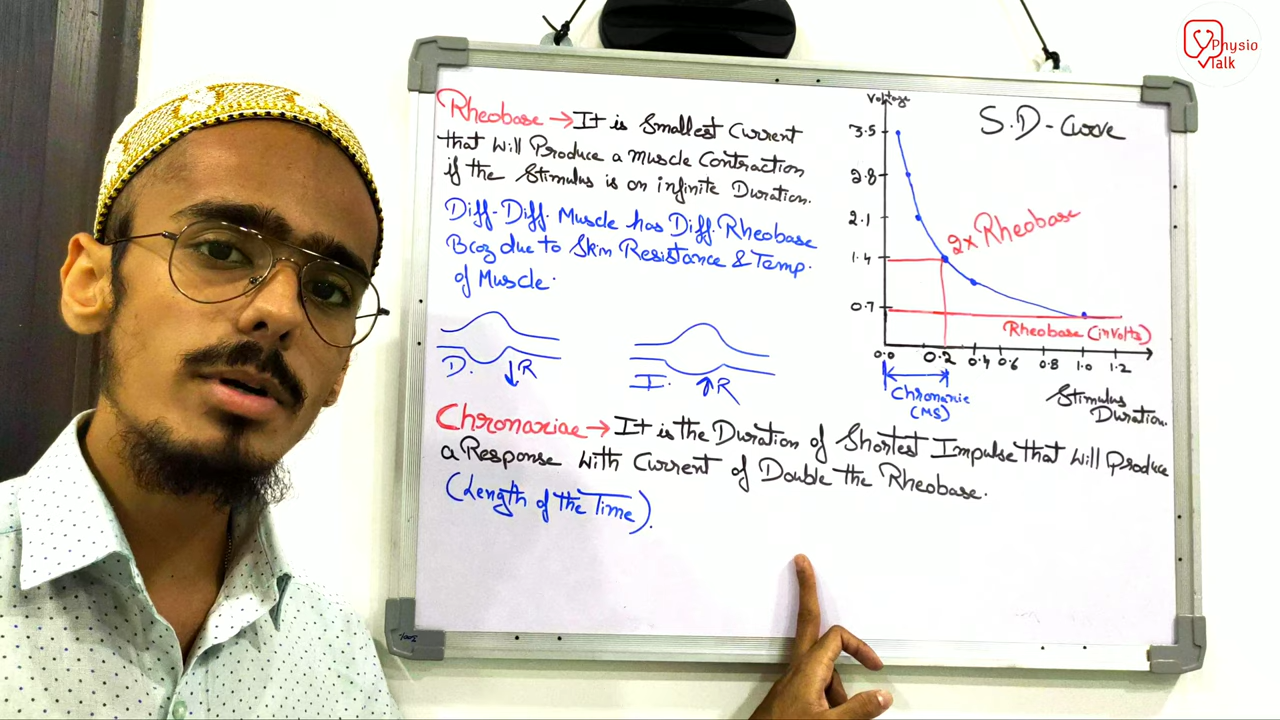 Physio
Talk
Rheobase → It is Smallest Current
that will Produce a Muscle Contraction
if the Stimulus is on infinite Duration.
Diff-Diff. Muscle has Diff. Rheobase
Bcoz due to Skin Resistance & Temp.
of Muscle.
D. ↓R
I. ↑R
Voltage
S.D-Curve
3.5
2.8
2.1
1.4
0.7
2x Rheobase
Rheobase (in Volts)
0.0 0.2 0.4 0.6 0.8 1.0 1.2
Chronaxie
(MS)
Stimulus
Duration.
Chronaxiae → It is the Duration of Shortest Impulse that will Produce
a Response with Current of Double the Rheobase.
(Length of the Time).